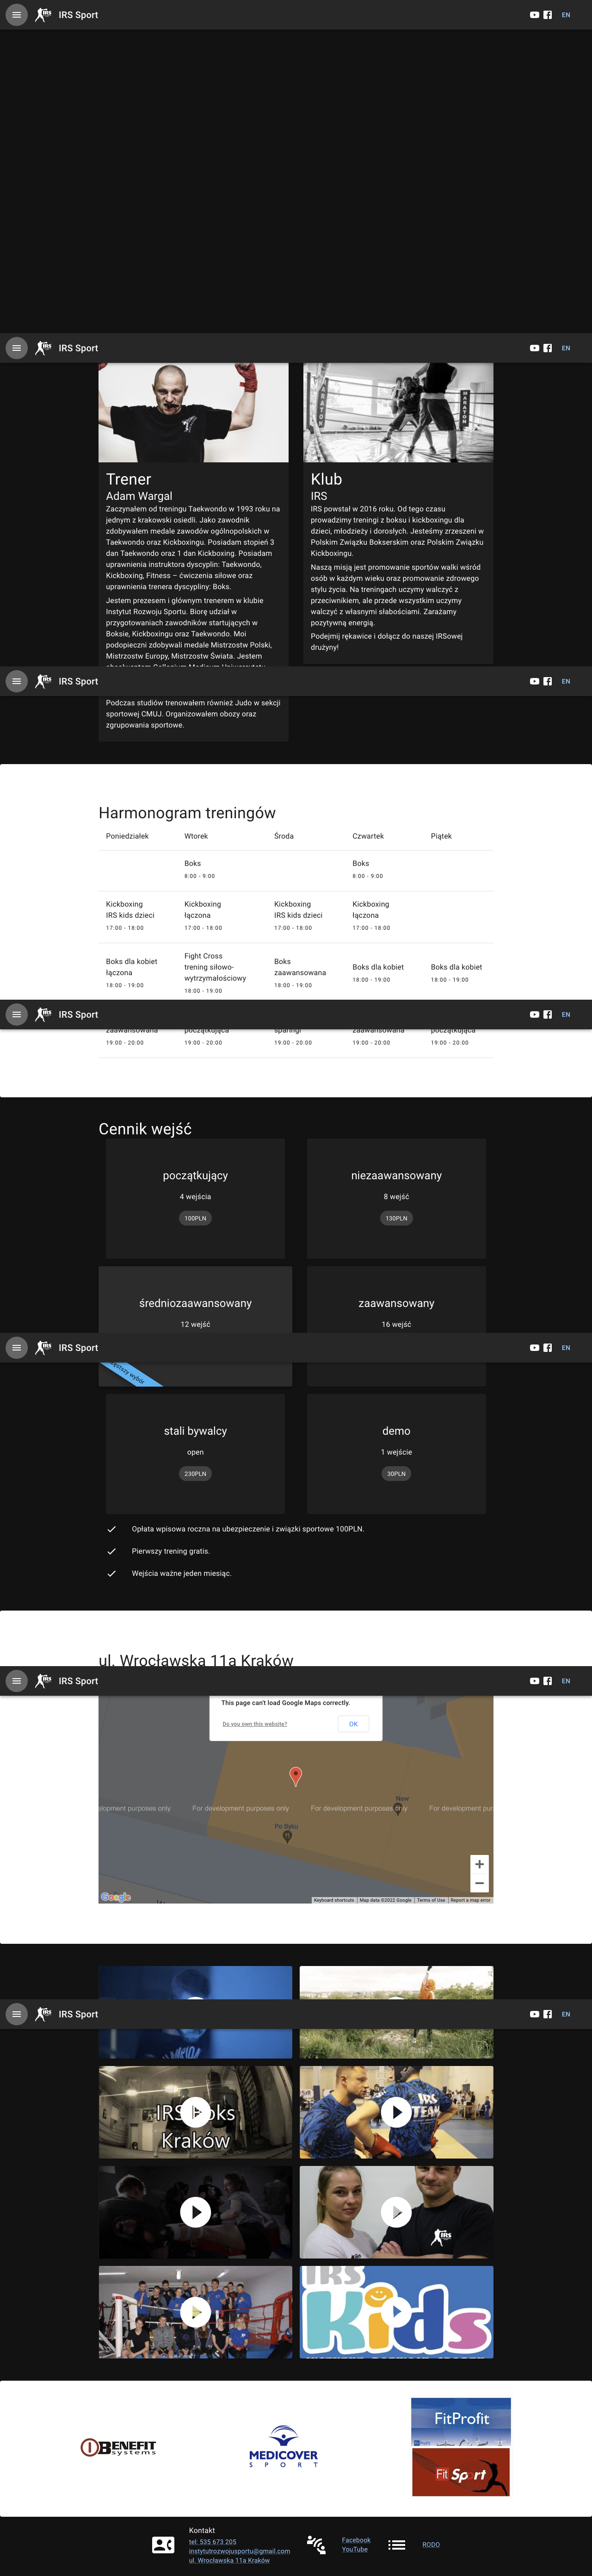 IRS Sport
EN
IRS Sport
EN
Trener
Adam Wargal
Zaczynałem od treningu Taekwondo w 1993 roku na
jednym z krakowski osiedli. Jako zawodnik
zdobywałem medale zawodów ogólnopolskich w
Taekwondo oraz Kickboxingu. Posiadam stopień 3
dan Taekwondo oraz 1 dan Kickboxing. Posiadam
uprawnienia instruktora dyscyplin: Taekwondo,
Kickboxing, Fitness – ćwiczenia siłowe oraz
uprawnienia trenera dyscypliny: Boks.
Jestem prezesem i głównym trenerem w klubie
Instytut Rozwoju Sportu. Biorę udział w
przygotowaniach zawodników startujących w
Boksie, Kickboxingu oraz Taekwondo. Moi
podopieczni zdobywali medale Mistrzostw Polski,
Mistrzostw Europy, Mistrzostw Świata. Jestem
absolwentem Collegium Medicum Uniwersytetu
Klub
IRS
IRS powstał w 2016 roku. Od tego czasu
prowadzimy treningi z boksu i kickboxingu dla
dzieci, młodzieży i dorosłych. Jesteśmy zrzeszeni w
Polskim Związku Bokserskim oraz Polskim Związku
Kickboxingu.
Naszą misją jest promowanie sportów walki wśród
osób w każdym wieku oraz promowanie zdrowego
stylu życia. Na treningach uczymy walczyć z
przeciwnikiem, ale przede wszystkim uczymy
walczyć z własnymi słabościami. Zarażamy
pozytywną energią.
Podejmij rękawice i dołącz do naszej IRSowej
drużyny!
IRS Sport
EN
Podczas studiów trenowałem również Judo w sekcji
sportowej CMUJ. Organizowałem obozy oraz
zgrupowania sportowe.
Harmonogram treningów
Poniedziałek Wtorek Środa Czwartek Piątek
Boks Boks
8:00 - 9:00 8:00 - 9:00
Kickboxing Kickboxing Kickboxing Kickboxing
IRS kids dzieci łączona IRS kids dzieci łączona
17:00 - 18:00 17:00 - 18:00 17:00 - 18:00 17:00 - 18:00
Boks dla kobiet łączona
18:00 - 19:00
Fight Cross
trening siłowo-
wytrzymałościowy
18:00 - 19:00
Boks
zaawansowana
18:00 - 19:00
Boks dla kobiet
18:00 - 19:00
Boks dla kobiet
18:00 - 19:00
IRS Sport
EN
zaawansowana początkująca sparingi zaawansowana początkująca
19:00 - 20:00 19:00 - 20:00 19:00 - 20:00 19:00 - 20:00 19:00 - 20:00
Cennik wejść
początkujący
4 wejścia
100PLN
niezaawansowany
8 wejść
130PLN
średniozaawansowany
12 wejść
zaawansowany
16 wejść
IRS Sport
EN
wybór
stali bywalcy
open
230PLN
demo
1 wejście
30PLN
Opłata wpisowa roczna na ubezpieczenie i związki sportowe 100PLN.
Pierwszy trening gratis.
Wejścia ważne jeden miesiąc.
ul. Wrocławska 11a Kraków
IRS Sport
EN
This page can't load Google Maps correctly.
Do you own this website?
OK
For development purposes only
For development purposes only
Now
Po Byku
Google
Keyboard shortcuts
Map data ©2022 Google
Terms of Use
Report a map error
IRS Sport
EN
IRS Boks
Kraków
IRS
TEAM
IRS
Kids
BENEFIT
systems
MEDICOVER
SPORT
FitProfit
Fit Sport
Kontakt
tel: 535 673 205
instytutrozwojusportu@gmail.com
ul. Wrocławska 11a Kraków
Facebook
YouTube
RODO